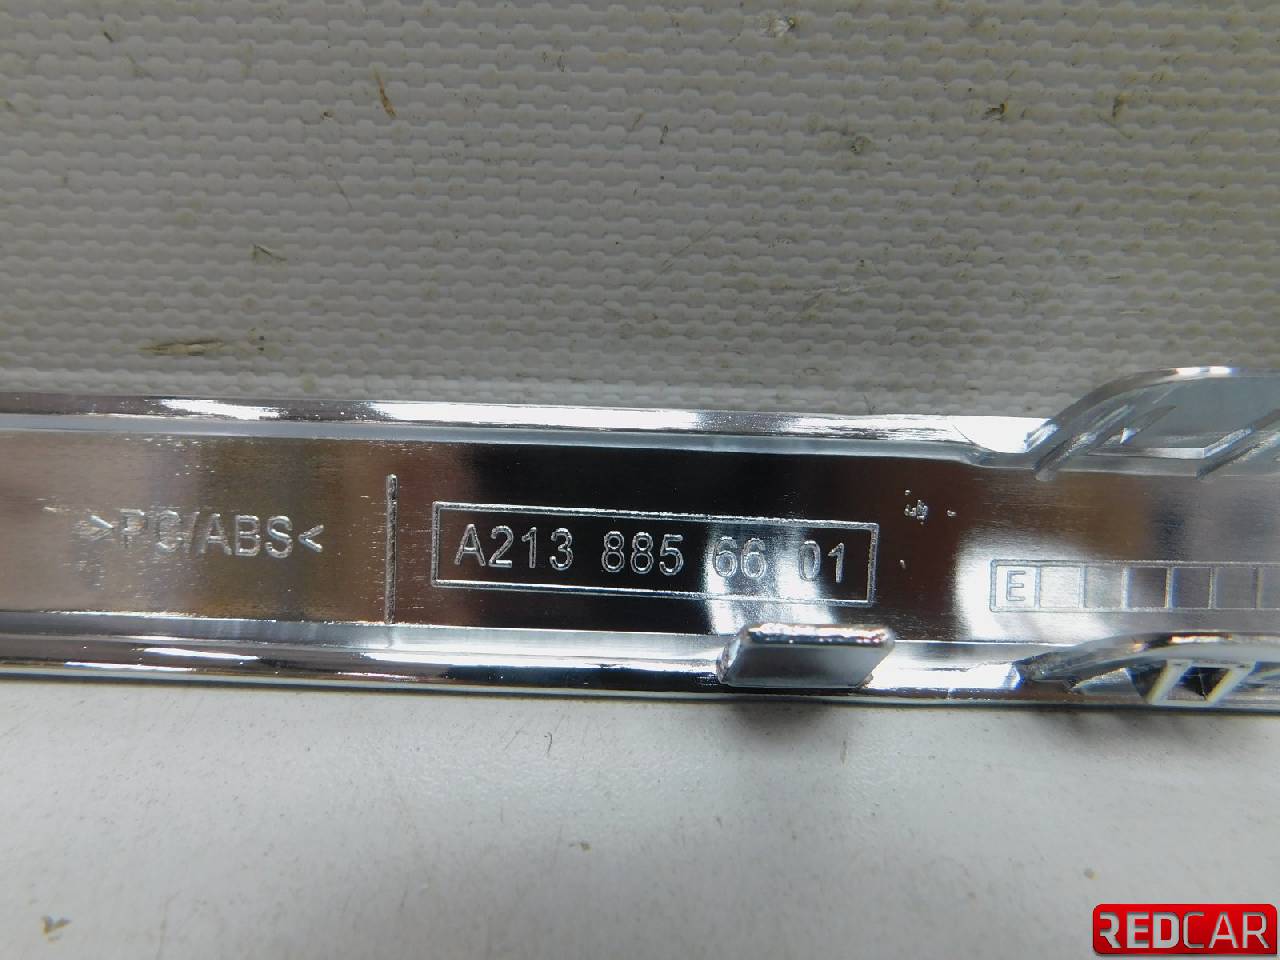 >PC/ABS<
A213 885 66 01
E
REDCAR